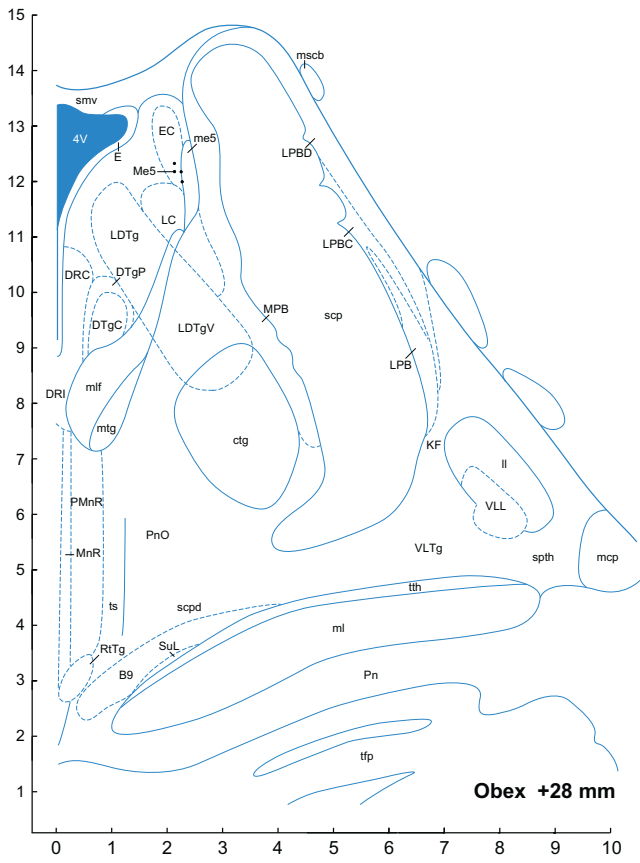 15
14
13
12
11
10
9
8
7
6
5
4
3
2
1
mscb
smv
4V
E
EC
me5
Me5
LPBD
LC
LDTg
LPBC
DRC
DTgP
DTgC
LDTgV
MPB
scp
LPB
DRI
mlf
mtg
ctg
KF
ll
VLL
PMnR
PnO
MnR
VLTg
spth
mcp
tth
ts
scpd
ml
RtTg
SuL
B9
Pn
tfp
Obex +28 mm
0 1 2 3 4 5 6 7 8 9 10